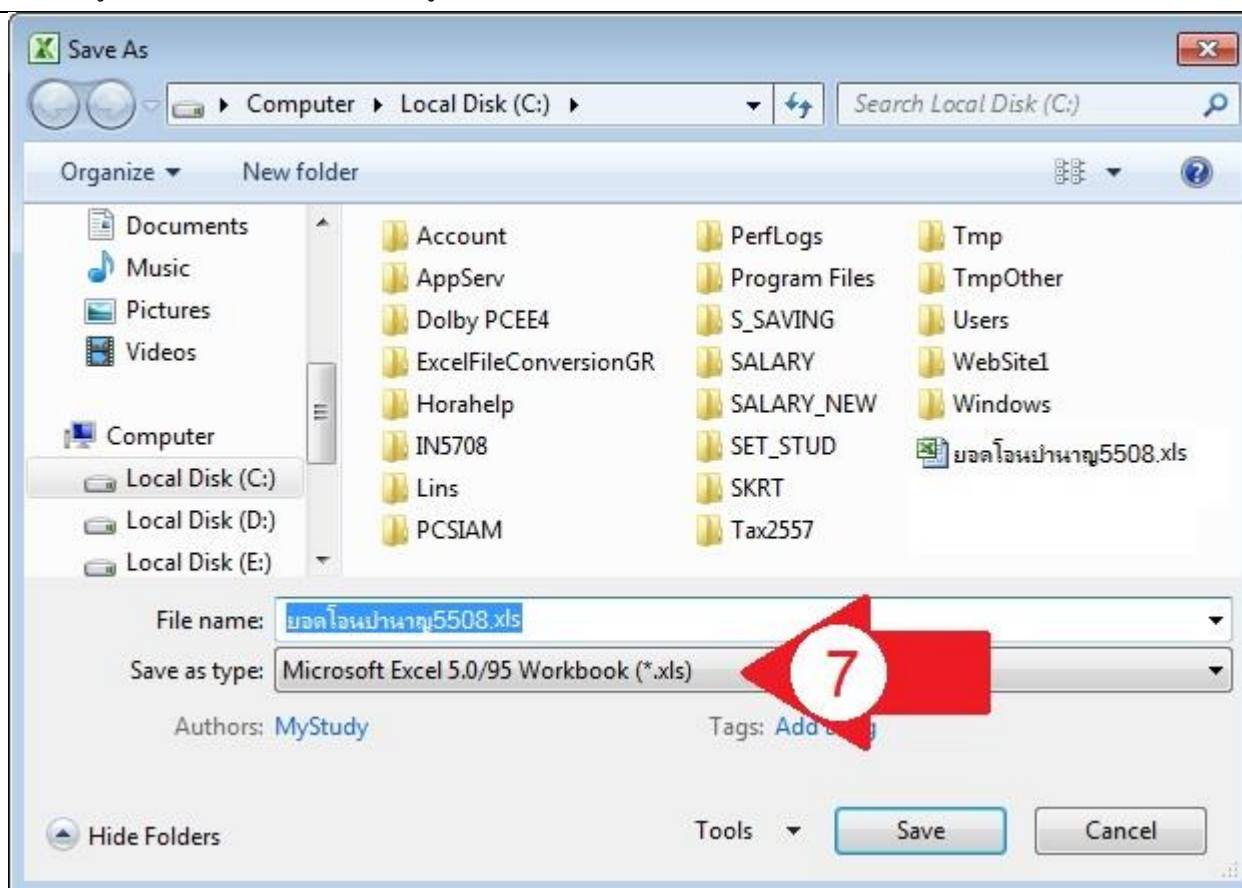 Save As
Computer Local Disk (C:)
Search Local Disk (C:)
Organize
New folder
Documents
Music
Pictures
Videos
Computer
Local Disk (C:)
Local Disk (D:)
Local Disk (E:)
Account
AppServ
Dolby PCEE4
ExcelFileConversionGR
Horahelp
IN5708
Lins
PCSIAM
PerfLogs
Program Files
S_SAVING
SALARY
SALARY_NEW
SET_STUD
SKRT
Tax2557
Tmp
TmpOther
Users
WebSite1
Windows
ยอดโอนบำนาญ5508.xls
File name: ยอดโอนบำนาญ5508.xls
Save as type: Microsoft Excel 5.0/95 Workbook (*.xls)
7
Authors: MyStudy
Tags: Add
Hide Folders
Tools
Save
Cancel